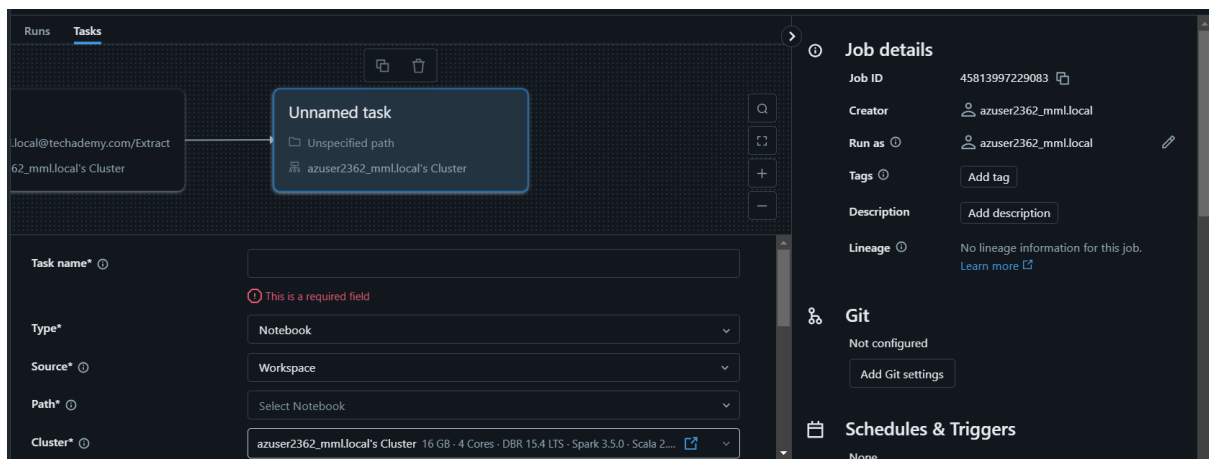 Runs Tasks
Unnamed task
.local@techademy.com/Extract
Unspecified path
62_mml.local's Cluster
azuser2362_mml.local's Cluster
Task name*
This is a required field
Type*
Notebook
Source*
Workspace
Path*
Select Notebook
Cluster*
azuser2362_mml.local's Cluster 16 GB · 4 Cores · DBR 15.4 LTS · Spark 3.5.0 · Scala 2....
Job details
Job ID 45813997229083
Creator azuser2362_mml.local
Run as azuser2362_mml.local
Tags Add tag
Description Add description
Lineage No lineage information for this job.
Learn more
Git
Not configured
Add Git settings
Schedules & Triggers
None